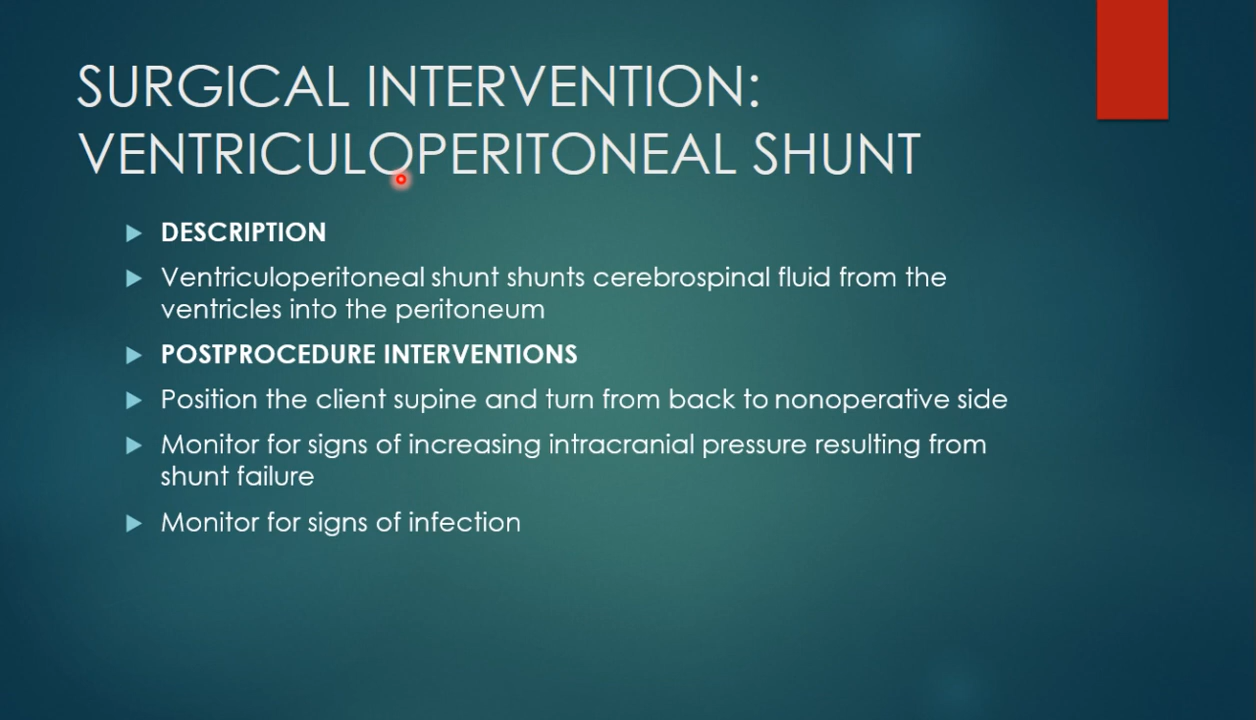 SURGICAL INTERVENTION:
VENTRICULOPERITONEAL SHUNT
DESCRIPTION
Ventriculoperitoneal shunt shunts cerebrospinal fluid from the
ventricles into the peritoneum
POSTPROCEDURE INTERVENTIONS
Position the client supine and turn from back to nonoperative side
Monitor for signs of increasing intracranial pressure resulting from
shunt failure
Monitor for signs of infection